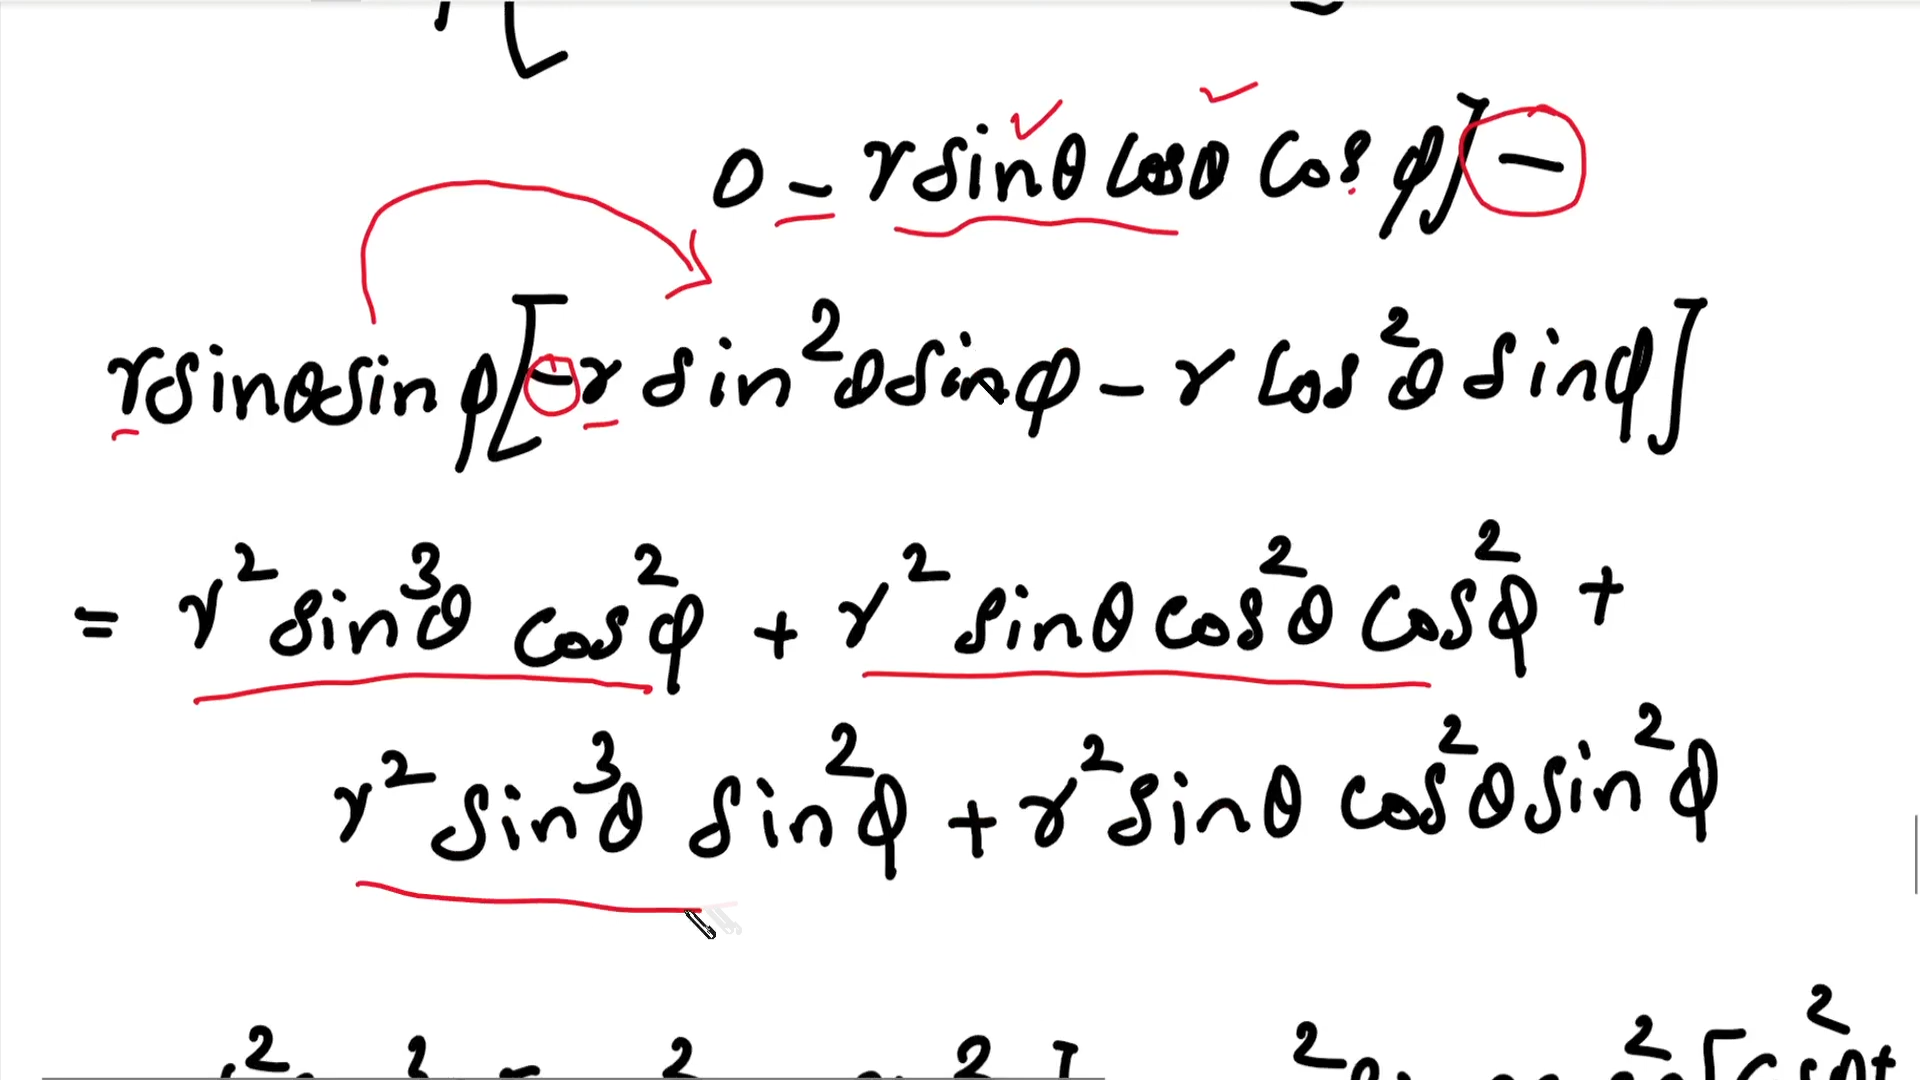 0 - r sinθ cosθ cosφ] -
r sinθ sinφ [-r sin²θ sinφ - r cos²θ sinφ]
= r² sin³θ cos²φ + r² sinθ cos²θ cos²φ +
r² sin³θ sin²φ + r² sinθ cos²θ sin²φ